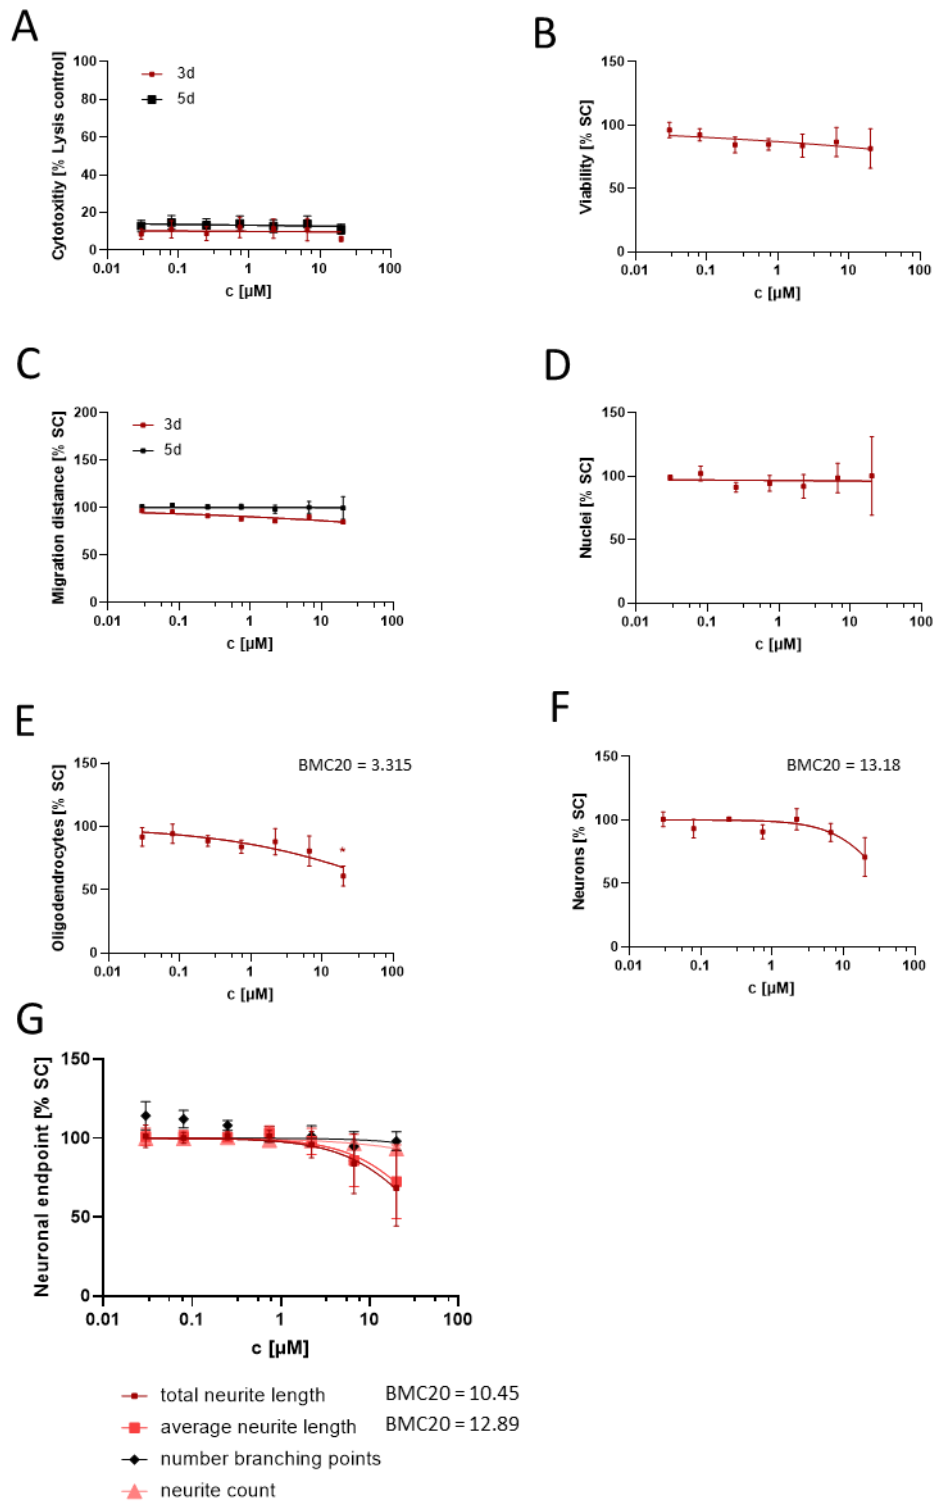 A
Cytotoxitiy [% Lysis control]
100
80
60
40
20
0
3d
5d
0.01
0.1
1
10
100
c [µM]
B
Viability [% SC]
150
100
50
0
0.01
0.1
1
10
100
c [µM]
C
Migration distance [% SC]
200
150
100
50
0
3d
5d
0.01
0.1
1
10
100
c [µM]
D
Nuclei [% SC]
150
100
50
0
0.01
0.1
1
10
100
c [µM]
E
Oligodendrocytes [% SC]
150
100
50
0
BMC20 = 3.315
*
0.01
0.1
1
10
100
c [µM]
F
Neurons [% SC]
150
100
50
0
BMC20 = 13.18
0.01
0.1
1
10
100
c [µM]
G
Neuronal endpoint [% SC]
150
100
50
0
0.01
0.1
1
10
100
c [µM]
total neurite length BMC20 = 10.45
average neurite length BMC20 = 12.89
number branching points
neurite count